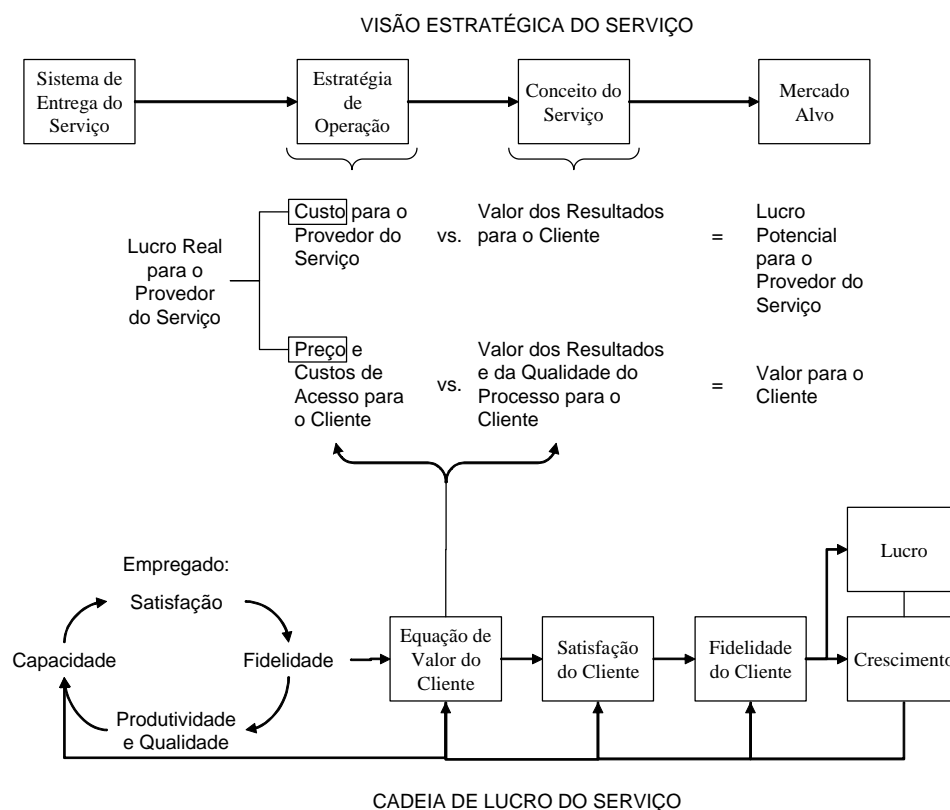 VISÃO ESTRATÉGICA DO SERVIÇO
Sistema de
Entrega do
Serviço
Estratégia
de
Operação
Conceito do
Serviço
Mercado
Alvo
Lucro Real
para o
Provedor
do Serviço
Custo para o
Provedor do
Serviço
vs.
Valor dos Resultados
para o Cliente
=
Lucro
Potencial
para o
Provedor do
Serviço
Preço e
Custos de
Acesso para
o Cliente
vs.
Valor dos Resultados
e da Qualidade do
Processo para o
Cliente
=
Valor para o
Cliente
Empregado:
Satisfação
Capacidade
Fidelidade
Produtividade
e Qualidade
Equação de
Valor do
Cliente
Satisfação
do Cliente
Fidelidade
do Cliente
Lucro
Crescimento
CADEIA DE LUCRO DO SERVIÇO